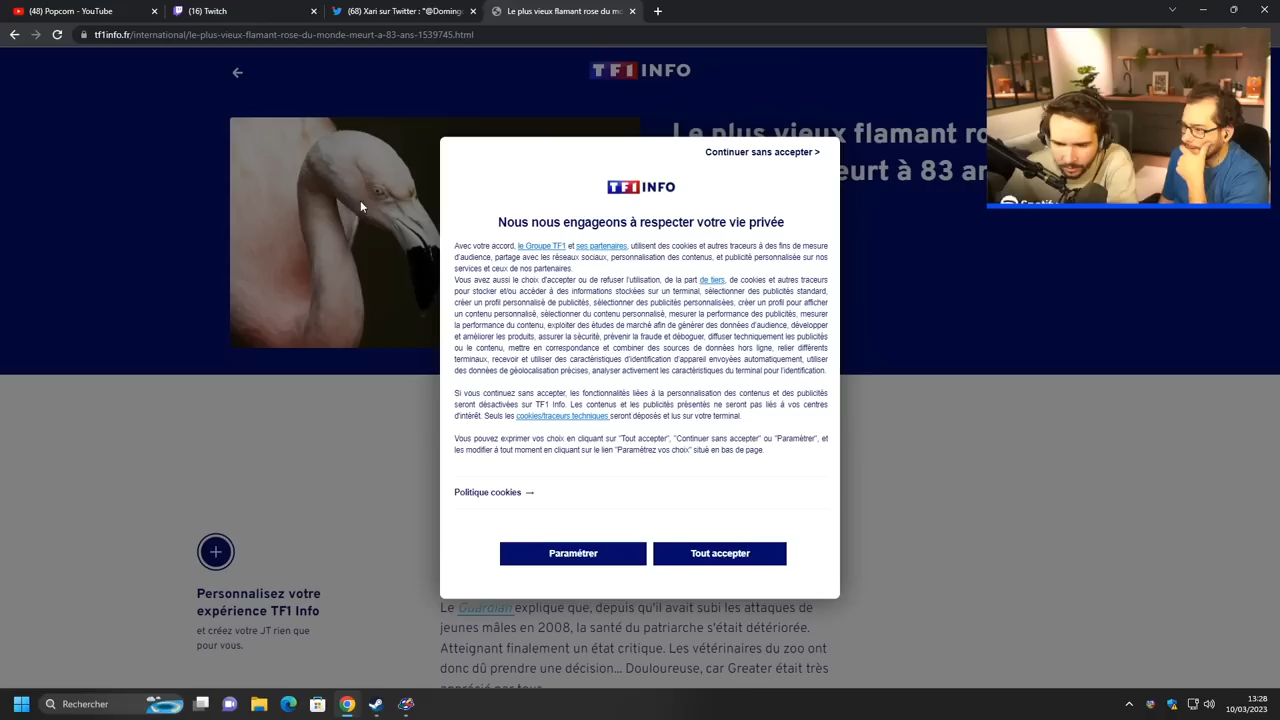 (48) Popcorn - YouTube
(17) Twitch
(68) Xari sur Twitter : "@Doming
Le plus vieux flamant rose du mo
tf1info.fr/international/le-plus-vieux-flamant-rose-du-monde-meurt-a-83-ans-1539745.html
TF1 INFO
Le plus vieux flamant ro
eurt à 83 an
Spotify
Continuer sans accepter >
TF1 INFO
Nous nous engageons à respecter votre vie privée
Avec votre accord, le Groupe TF1 et ses partenaires, utilisent des cookies et autres traceurs à des fins de mesure
d'audience, partage avec les réseaux sociaux, personnalisation des contenus, et publicité personnalisée sur nos
services et ceux de nos partenaires.
Vous avez aussi le choix d'accepter ou de refuser l'utilisation, de la part de tiers, de cookies et autres traceurs
pour stocker et/ou accéder à des informations stockées sur un terminal, sélectionner des publicités standard,
créer un profil personnalisé de publicités, sélectionner des publicités personnalisées, créer un profil pour afficher
un contenu personnalisé, sélectionner du contenu personnalisé, mesurer la performance des publicités, mesurer
la performance du contenu, exploiter des études de marché afin de générer des données d'audience, développer
et améliorer les produits, assurer la sécurité, prévenir la fraude et déboguer, diffuser techniquement les publicités
ou le contenu, mettre en correspondance et combiner des sources de données hors ligne, relier différents
terminaux, recevoir et utiliser des caractéristiques d'identification d'appareil envoyées automatiquement, utiliser
des données de géolocalisation précises, analyser activement les caractéristiques du terminal pour l'identification.
Si vous continuez sans accepter, les fonctionnalités liées à la personnalisation des contenus et des publicités
seront désactivées sur TF1 Info. Les contenus et les publicités présentés ne seront pas liés à vos centres
d'intérêt. Seuls les cookies/traceurs techniques seront déposés et lus sur votre terminal.
Vous pouvez exprimer vos choix en cliquant sur "Tout accepter", "Continuer sans accepter" ou "Paramétrer", et
les modifier à tout moment en cliquant sur le lien "Paramétrez vos choix" situé en bas de page.
Politique cookies →
Paramétrer
Tout accepter
Personnalisez votre
expérience TF1 Info
et créez votre JT rien que
pour vous.
Le Guardian explique que, depuis qu'il avait subi les attaques de
jeunes mâles en 2008, la santé du patriarche s'était détériorée.
Atteignant finalement un état critique. Les vétérinaires du zoo ont
donc dû prendre une décision... Douloureuse, car Greater était très
apprécié par tous
Rechercher
13:28
10/03/2023